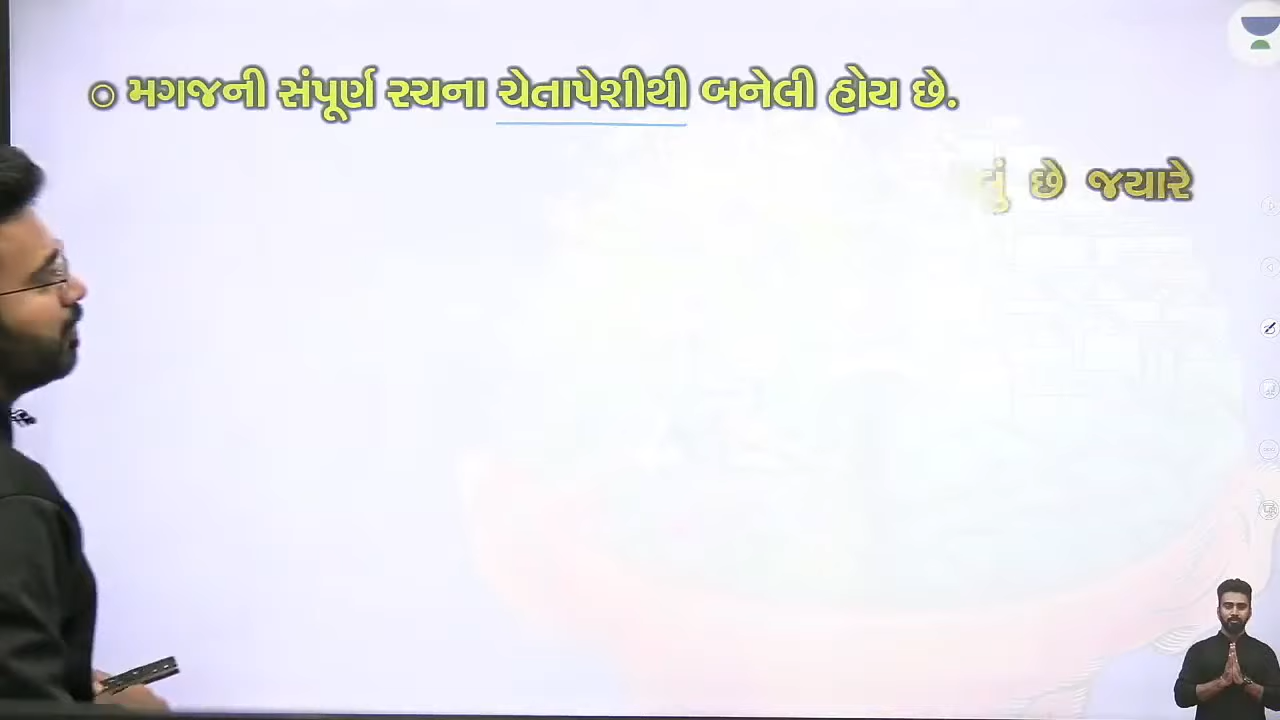 મગજની સંપૂર્ણ રચના ચેતાપેશીથી બનેલી હોય છે.
છે જયારે